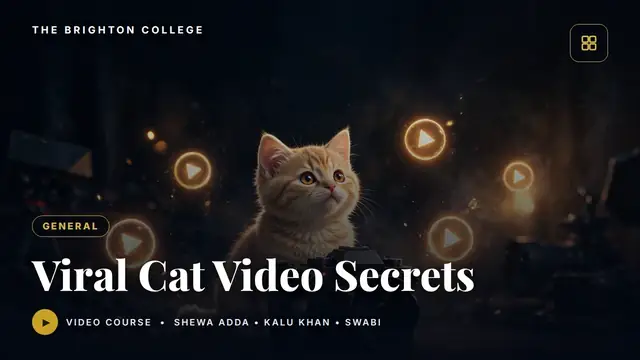 THE BRIGHTON COLLEGE
GENERAL
Viral Cat Video Secrets
VIDEO COURSE • SHEWA ADDA • KALU KHAN • SWABI